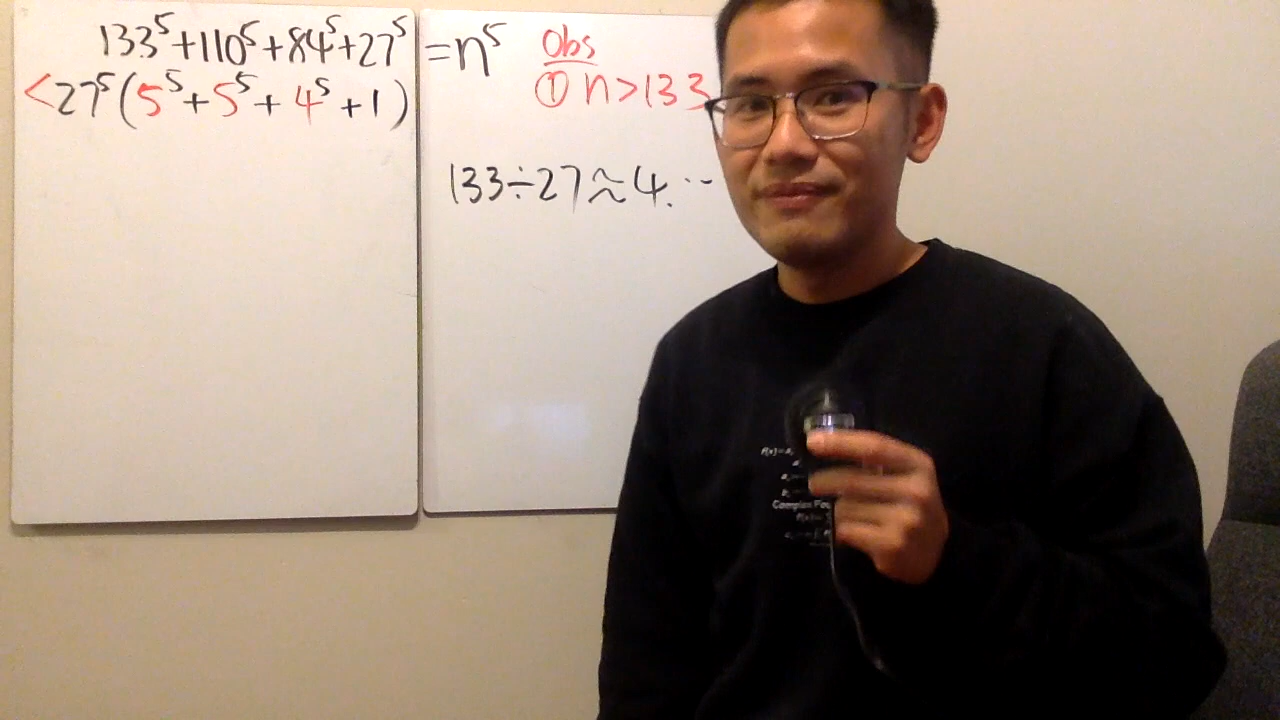 133⁵+110⁵+84⁵+27⁵ = n⁵
<27⁵(5⁵+5⁵+4⁵+1)
Obs
① n>133
133÷27≈4.··